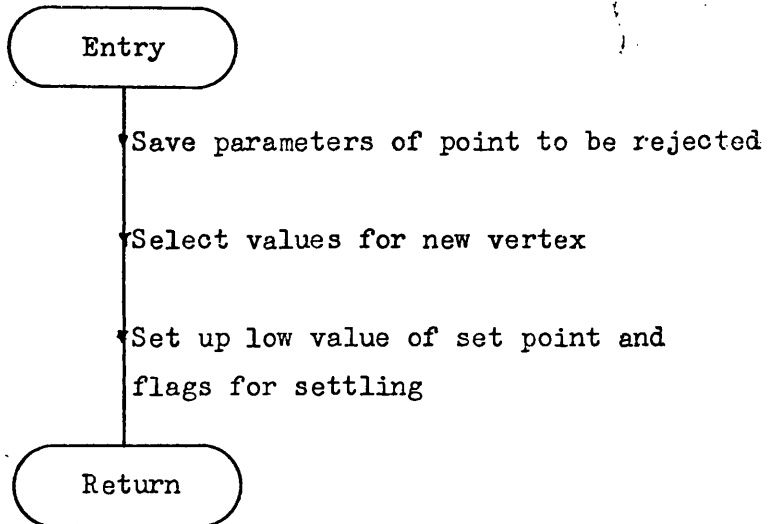 Entry
Save parameters of point to be rejected
Select values for new vertex
Set up low value of set point and
flags for settling
Return